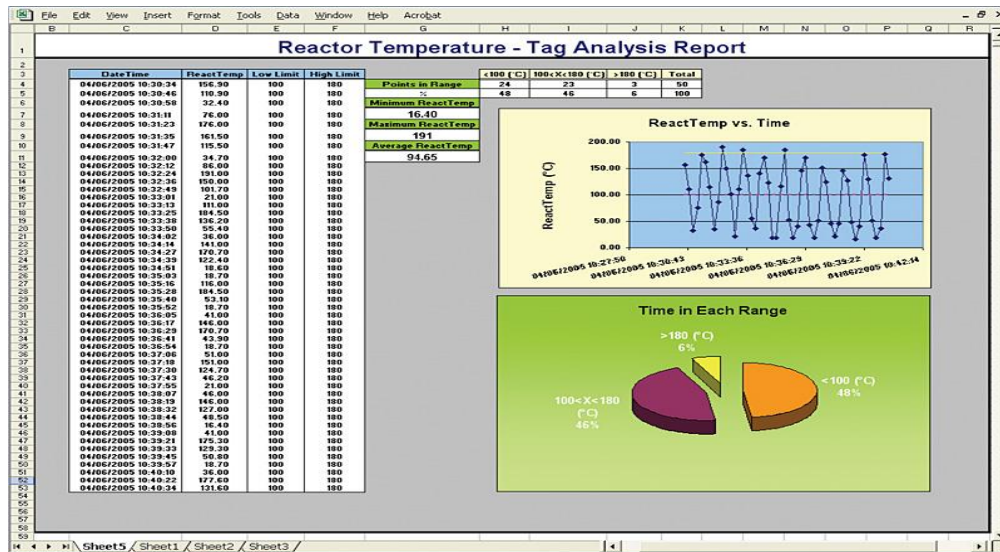 File Edit View Insert Format Tools Data Window Help Acrobat
B C D E F G H I J K L M N O P Q R
Reactor Temperature - Tag Analysis Report
DateTime ReactTemp Low Limit High Limit <100 (°C) 100<X<180 (°C) >180 (°C) Total
04/06/2005 10:30:34 156.90 100 180 Points in Range 24 23 3 50
04/06/2005 10:30:46 110.90 100 180 % 48 46 6 100
04/06/2005 10:30:58 32.40 100 180 Minimum ReactTemp
04/06/2005 10:31:11 76.00 100 180 16.40
04/06/2005 10:31:23 176.00 100 180 Maximum ReactTemp
04/06/2005 10:31:35 161.50 100 180 191
04/06/2005 10:31:47 115.50 100 180 Average ReactTemp
04/06/2005 10:32:00 34.70 100 180 94.65
04/06/2005 10:32:12 86.00 100 180
04/06/2005 10:32:24 191.00 100 180
04/06/2005 10:32:36 150.00 100 180
04/06/2005 10:32:49 101.70 100 180
04/06/2005 10:33:01 21.00 100 180
04/06/2005 10:33:13 111.00 100 180
04/06/2005 10:33:25 184.50 100 180
04/06/2005 10:33:38 136.20 100 180
04/06/2005 10:33:50 55.40 100 180
04/06/2005 10:34:02 36.00 100 180
04/06/2005 10:34:14 141.00 100 180
04/06/2005 10:34:27 170.70 100 180
04/06/2005 10:34:39 122.40 100 180
04/06/2005 10:34:51 18.60 100 180
04/06/2005 10:35:03 18.70 100 180
04/06/2005 10:35:16 116.00 100 180
04/06/2005 10:35:28 184.50 100 180
04/06/2005 10:35:40 53.10 100 180
04/06/2005 10:35:52 18.70 100 180
04/06/2005 10:36:05 41.00 100 180
04/06/2005 10:36:17 146.00 100 180
04/06/2005 10:36:29 170.70 100 180
04/06/2005 10:36:41 43.90 100 180
04/06/2005 10:36:54 18.70 100 180
04/06/2005 10:37:06 51.00 100 180
04/06/2005 10:37:18 151.00 100 180
04/06/2005 10:37:30 124.70 100 180
04/06/2005 10:37:43 46.20 100 180
04/06/2005 10:37:55 21.00 100 180
04/06/2005 10:38:07 46.00 100 180
04/06/2005 10:38:19 146.00 100 180
04/06/2005 10:38:32 127.00 100 180
04/06/2005 10:38:44 48.50 100 180
04/06/2005 10:38:56 16.40 100 180
04/06/2005 10:39:08 41.00 100 180
04/06/2005 10:39:21 175.30 100 180
04/06/2005 10:39:33 129.30 100 180
04/06/2005 10:39:45 50.80 100 180
04/06/2005 10:39:57 18.70 100 180
04/06/2005 10:40:10 36.00 100 180
04/06/2005 10:40:22 177.60 100 180
04/06/2005 10:40:34 131.60 100 180
ReactTemp vs. Time
ReactTemp (°C)
200.00
150.00
100.00
50.00
0.00
04/06/2005 10:27:50
04/06/2005 10:30:43
04/06/2005 10:33:36
04/06/2005 10:36:29
04/06/2005 10:39:22
04/06/2005 10:42:14
Time in Each Range
>180 (°C)
6%
<100 (°C)
48%
100<X<180
(°C)
46%
Sheet5 Sheet1 Sheet2 Sheet3